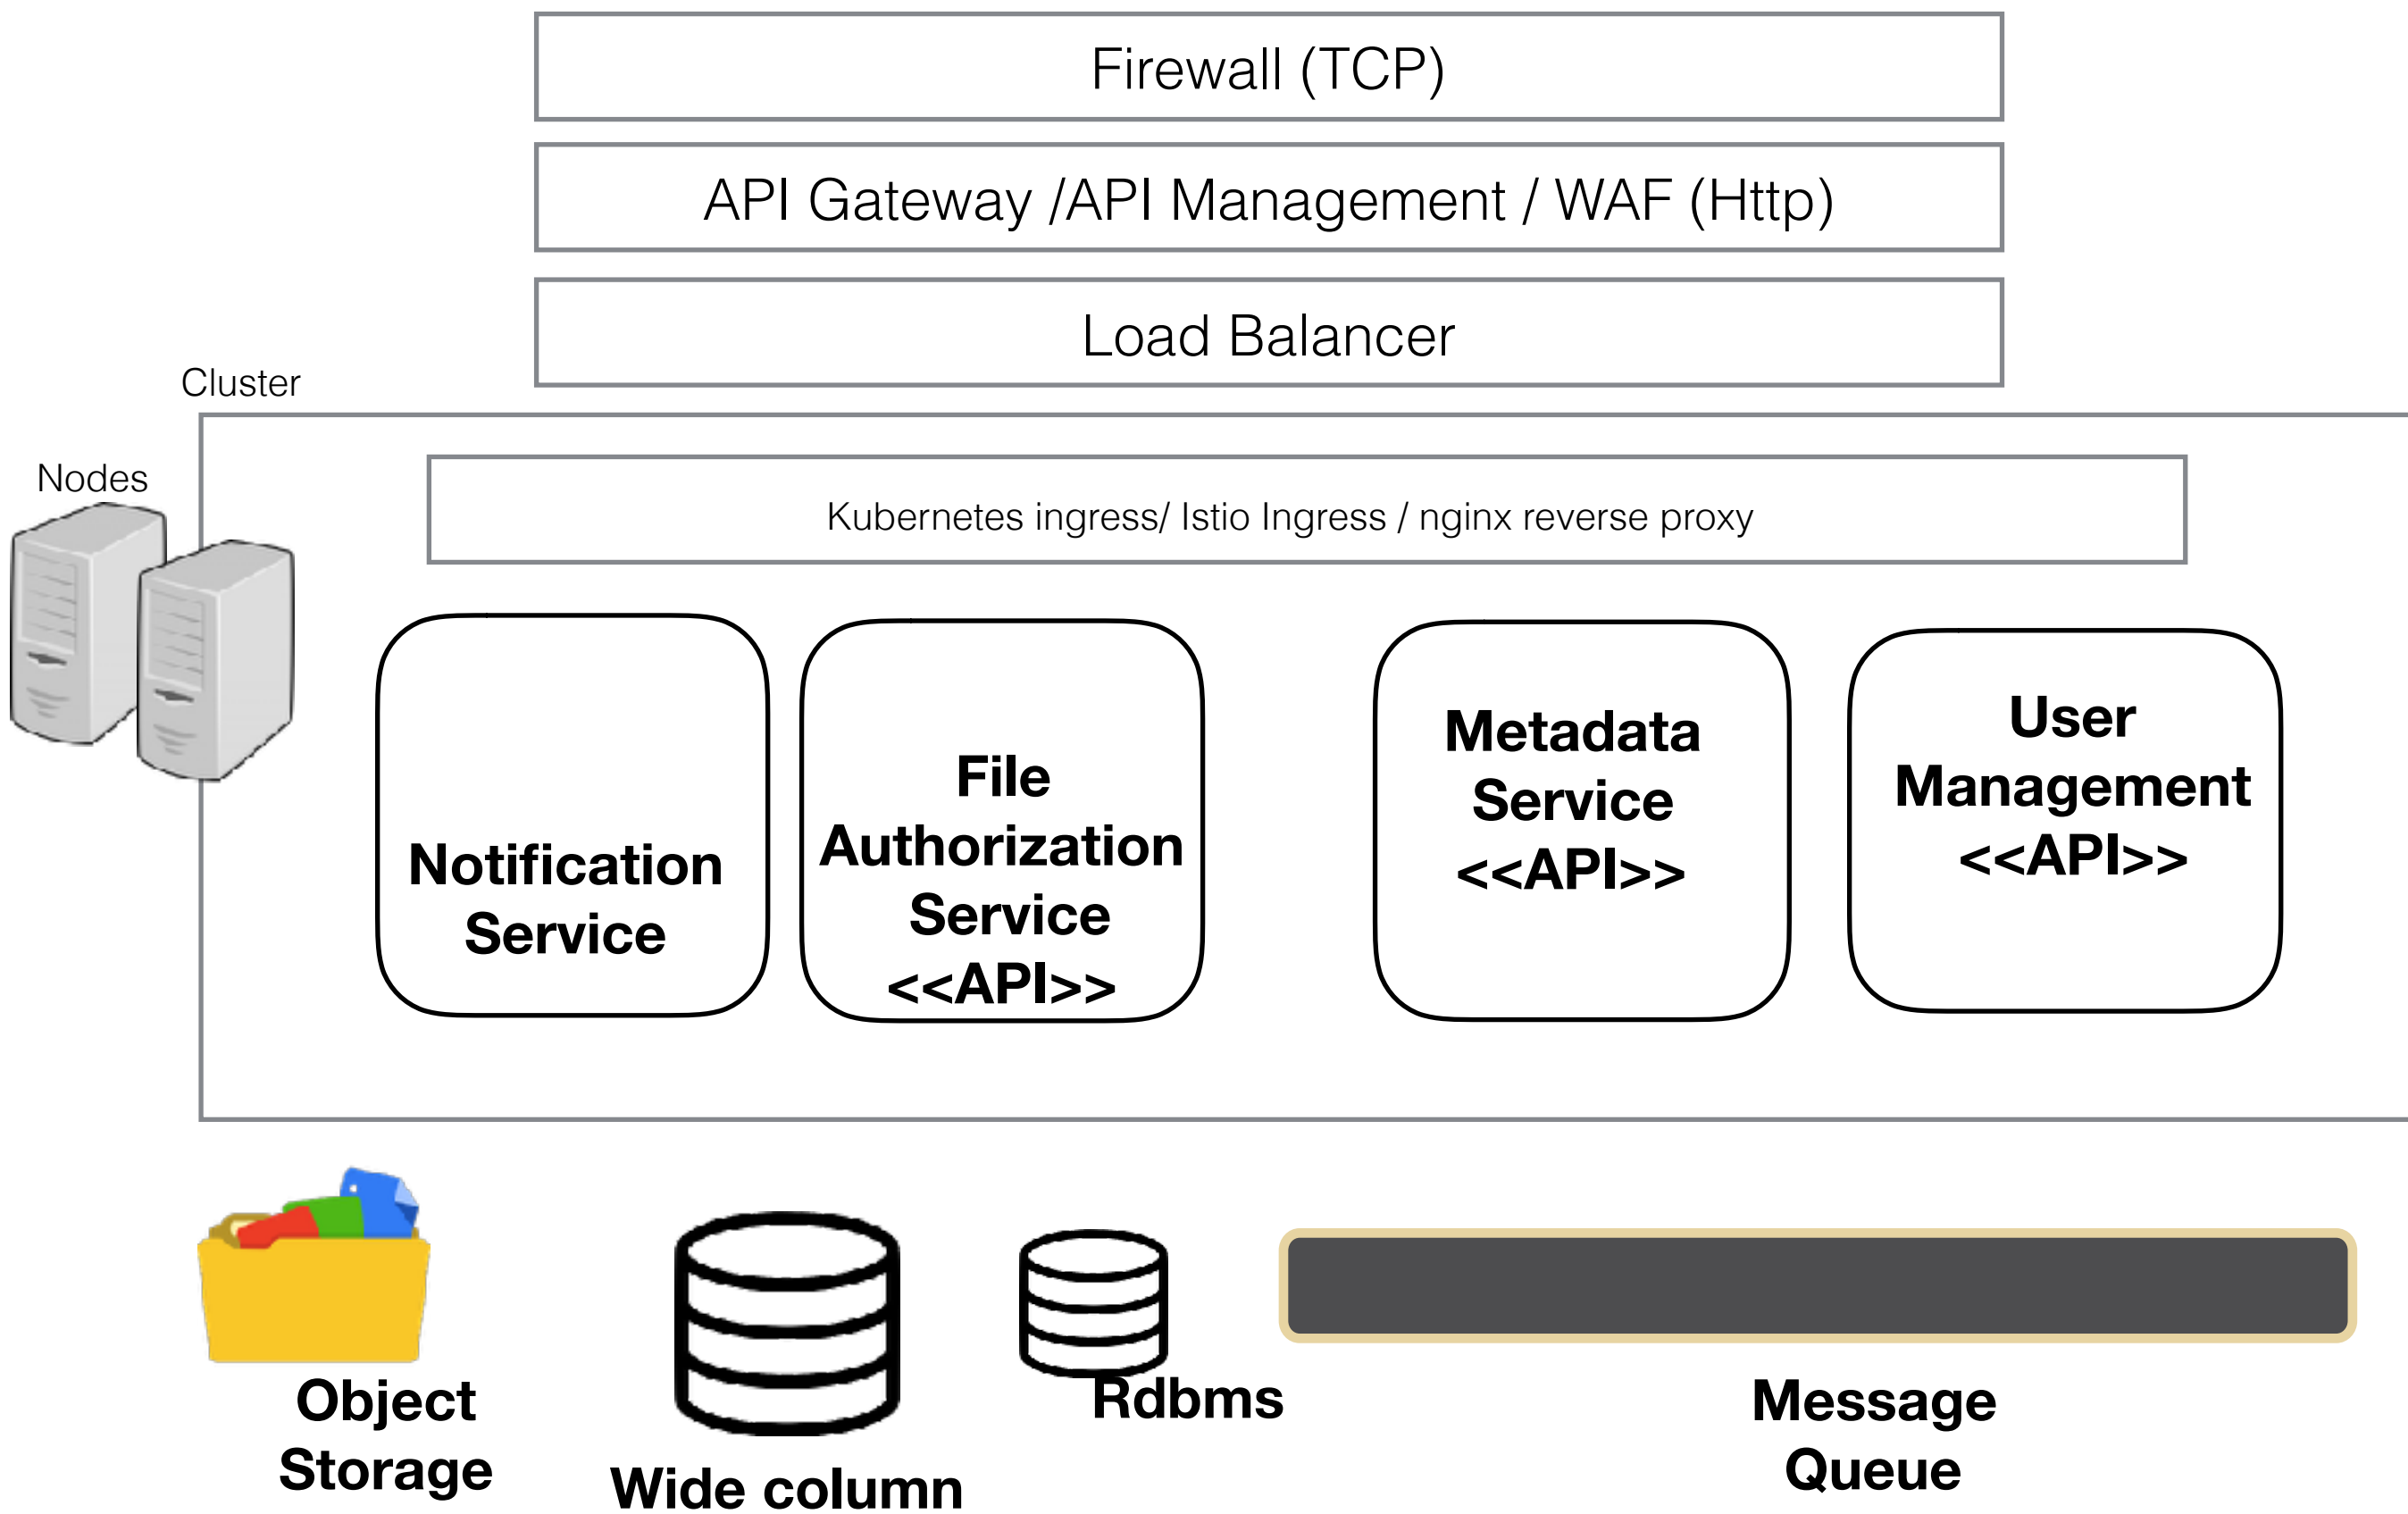 Firewall (TCP)
API Gateway /API Management / WAF (Http)
Load Balancer
Cluster
Nodes
Kubernetes ingress/ Istio Ingress / nginx reverse proxy
Notification
Service
File
Authorization
Service
<<API>>
Metadata
Service
<<API>>
User
Management
<<API>>
Object
Storage
Wide column
Rdbms
Message
Queue